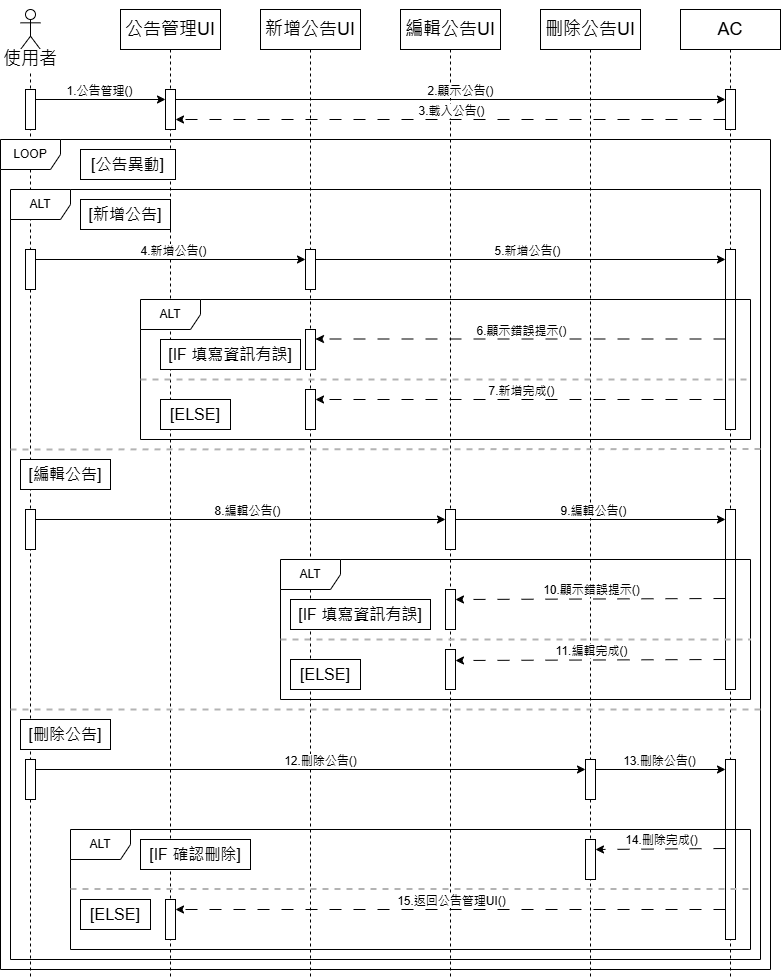 使用者
公告管理UI
新增公告UI
編輯公告UI
刪除公告UI
AC
1.公告管理()
2.顯示公告()
3.載入公告()
LOOP
[公告異動]
ALT
[新增公告]
4.新增公告()
5.新增公告()
ALT
6.顯示錯誤提示()
[IF 填寫資訊有誤]
7.新增完成()
[ELSE]
[編輯公告]
8.編輯公告()
9.編輯公告()
ALT
10.顯示錯誤提示()
[IF 填寫資訊有誤]
11.編輯完成()
[ELSE]
[刪除公告]
12.刪除公告()
13.刪除公告()
ALT
[IF 確認刪除]
14.刪除完成()
15.返回公告管理UI()
[ELSE]